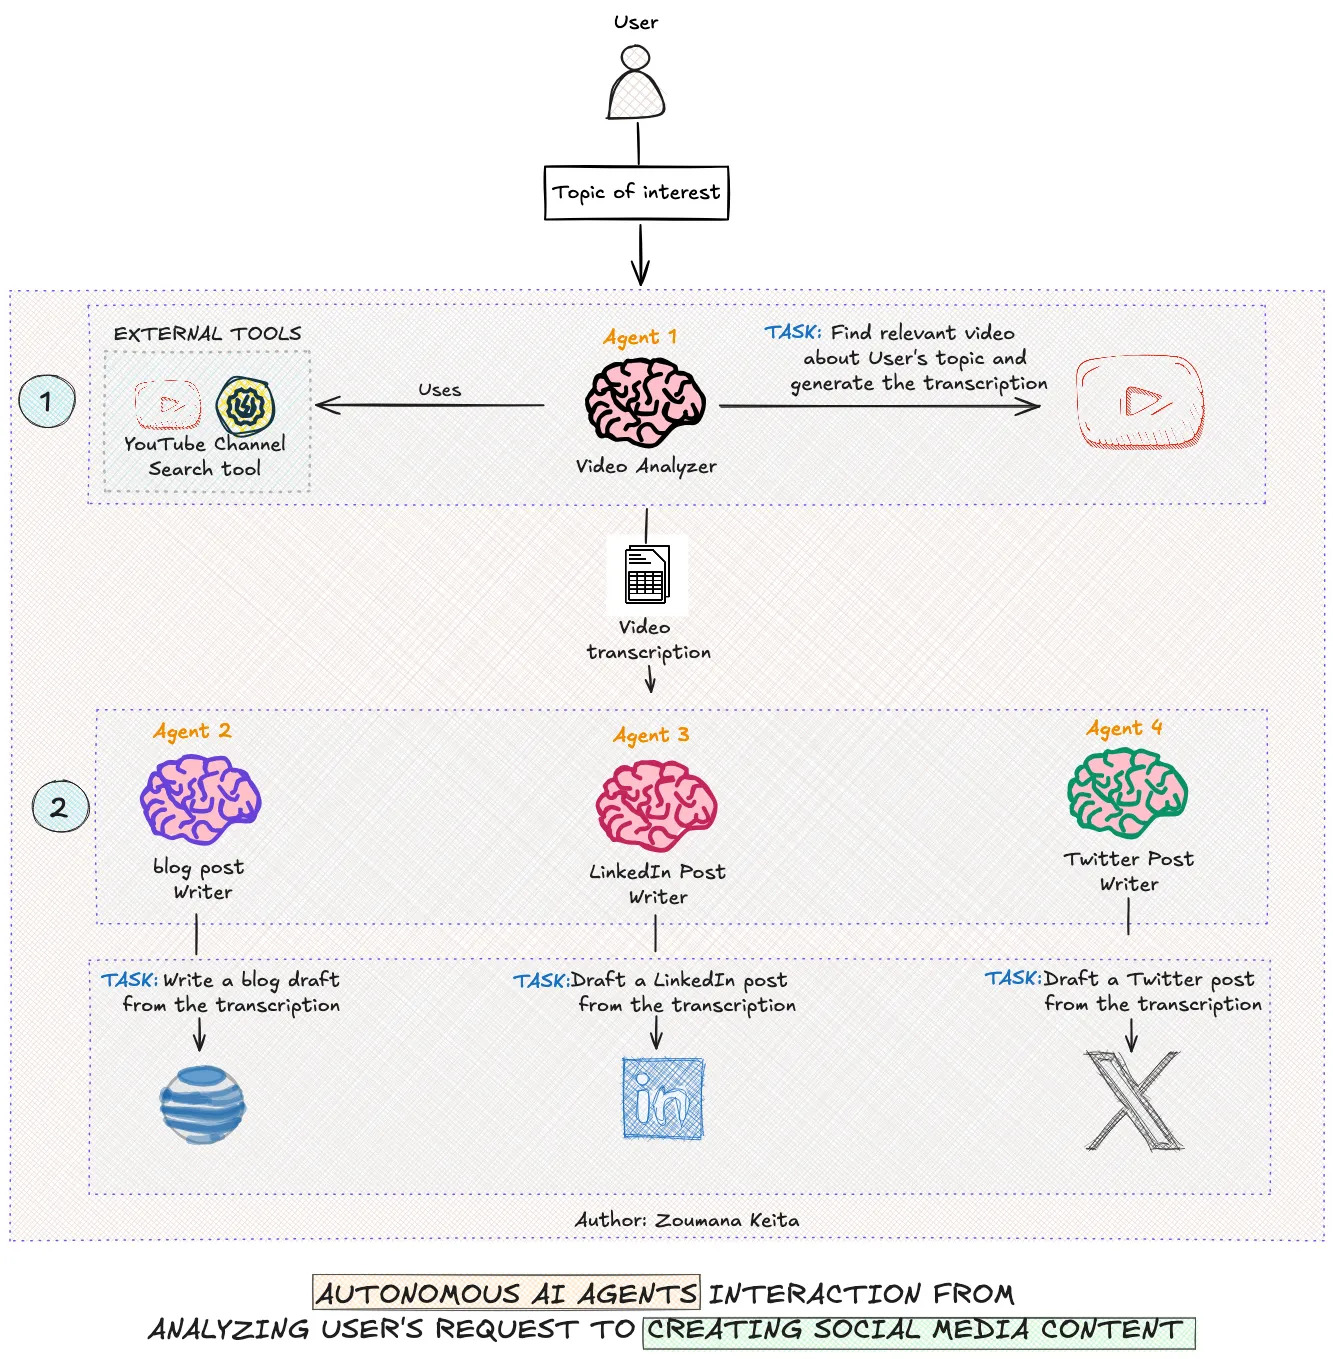 User
Topic of interest
EXTERNAL TOOLS
Agent 1
TASK: Find relevant video
about User's topic and
generate the transcription
1
Uses
YouTube Channel
Search tool
Video Analyzer
Video
transcription
Agent 2
Agent 3
Agent 4
2
blog post
Writer
LinkedIn Post
Writer
Twitter Post
Writer
TASK: Write a blog draft
from the transcription
TASK:Draft a LinkedIn post
from the transcription
TASK:Draft a Twitter post
from the transcription
in
X
Author: Zoumana Keita
AUTONOMOUS AI AGENTS INTERACTION FROM
ANALYZING USER'S REQUEST TO CREATING SOCIAL MEDIA CONTENT